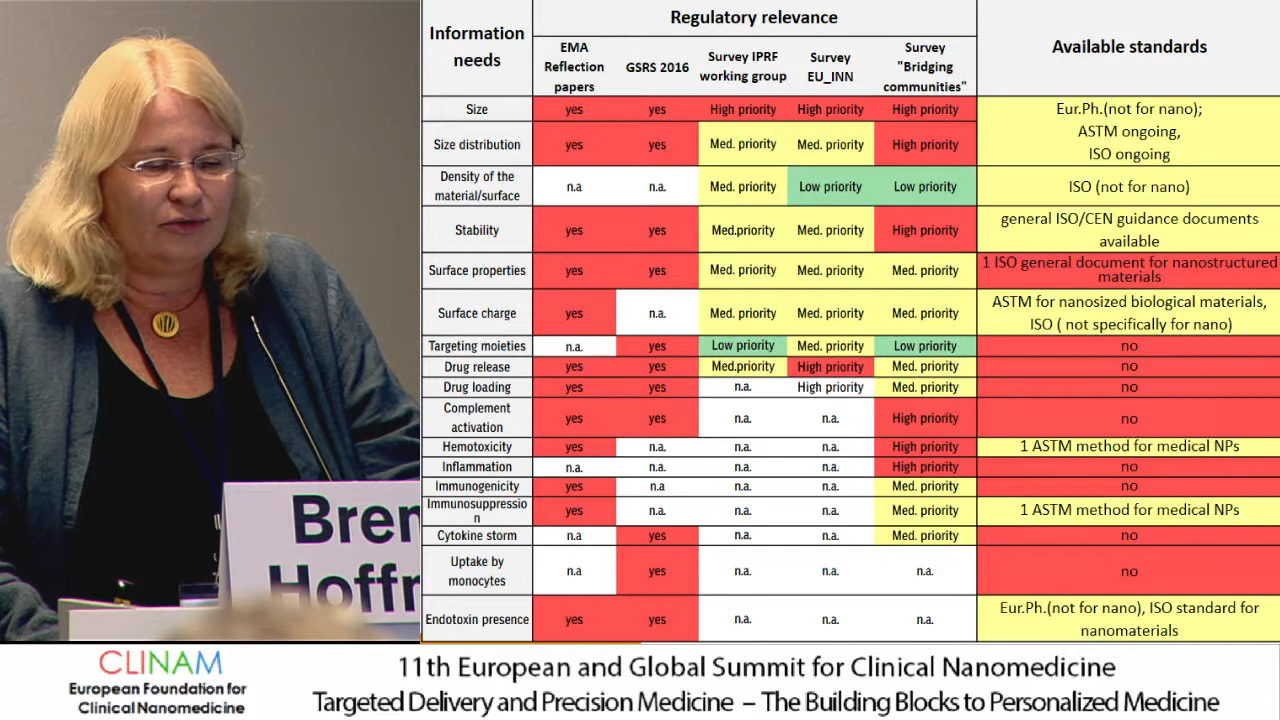 Bren
Hoffr
Information needs
Regulatory relevance
Available standards
EMA Reflection papers
GSRS 2016
Survey IPRF working group
Survey EU_INN
Survey "Bridging communities"
Size yes yes High priority High priority High priority
Eur.Ph.(not for nano);
ASTM ongoing,
ISO ongoing
Size distribution yes yes Med. priority Med. priority High priority
Density of the material/surface n.a n.a. Med. priority Low priority Low priority ISO (not for nano)
Stability yes yes Med.priority Med. priority High priority general ISO/CEN guidance documents available
Surface properties yes yes Med. priority Med. priority Med. priority 1 ISO general document for nanostructured materials
Surface charge yes n.a. Med. priority Med. priority Med. priority ASTM for nanosized biological materials, ISO ( not specifically for nano)
Targeting moieties n.a. yes Low priority Med. priority Low priority no
Drug release yes yes Med.priority High priority Med. priority no
Drug loading yes yes n.a. High priority Med. priority no
Complement activation yes yes n.a. n.a. High priority no
Hemotoxicity yes n.a. n.a. n.a. High priority 1 ASTM method for medical NPs
Inflammation n.a. n.a. n.a. n.a. High priority no
Immunogenicity yes n.a n.a. n.a. Med. priority no
Immunosuppressio
n yes n.a. n.a. n.a. Med. priority 1 ASTM method for medical NPs
Cytokine storm n.a yes n.a. n.a. Med. priority no
Uptake by monocytes n.a yes n.a. n.a. n.a. no
Endotoxin presence yes yes n.a. n.a. n.a. Eur.Ph.(not for nano), ISO standard for nanomaterials
CLINAM
European Foundation for
Clinical Nanomedicine
11th European and Global Summit for Clinical Nanomedicine
Targeted Delivery and Precision Medicine – The Building Blocks to Personalized Medicine